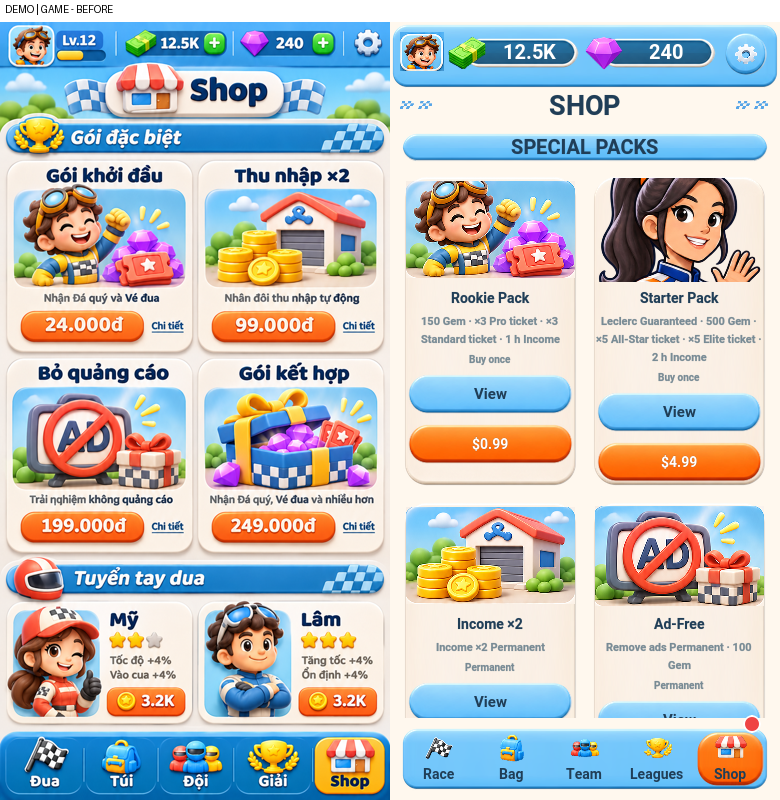 DEMO | GAME - BEFORE
Lv.12
12.5K
240
Shop
Gói đặc biệt
Gói khởi đầu
Nhận Đá quý và Vé đua
24.000đ
Chi tiết
Thu nhập ×2
Nhân đôi thu nhập tự động
99.000đ
Chi tiết
Bỏ quảng cáo
AD
Trải nghiệm không quảng cáo
199.000đ
Chi tiết
Gói kết hợp
Nhận Đá quý, Vé đua và nhiều hơn
249.000đ
Chi tiết
Tuyển tay đua
Mỹ
Tốc độ +4%
Vào cua +4%
3.2K
Lâm
Tăng tốc +4%
Ổn định +4%
3.2K
Đua
Túi
Đội
Giải
Shop
12.5K
240
SHOP
SPECIAL PACKS
Rookie Pack
150 Gem · ×3 Pro ticket · ×3
Standard ticket · 1 h Income
Buy once
View
$0.99
Starter Pack
Leclerc Guaranteed · 500 Gem ·
×5 All-Star ticket · ×5 Elite ticket ·
2 h Income
Buy once
View
$4.99
Income ×2
Income ×2 Permanent
Permanent
View
AD
Ad-Free
Remove ads Permanent · 100
Gem
Permanent
View
Race
Bag
Team
Leagues
Shop